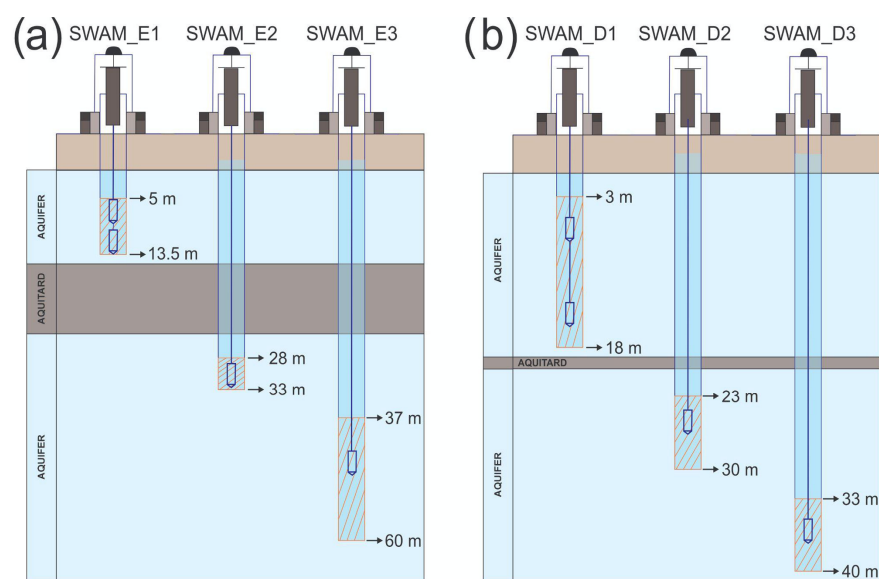 (a) SWAM_E1 SWAM_E2 SWAM_E3
AQUIFER
5 m
13.5 m
AQUITARD
28 m
33 m
AQUIFER
37 m
60 m
(b) SWAM_D1 SWAM_D2 SWAM_D3
AQUIFER
3 m
18 m
AQUITARD
AQUIFER
23 m
30 m
33 m
40 m